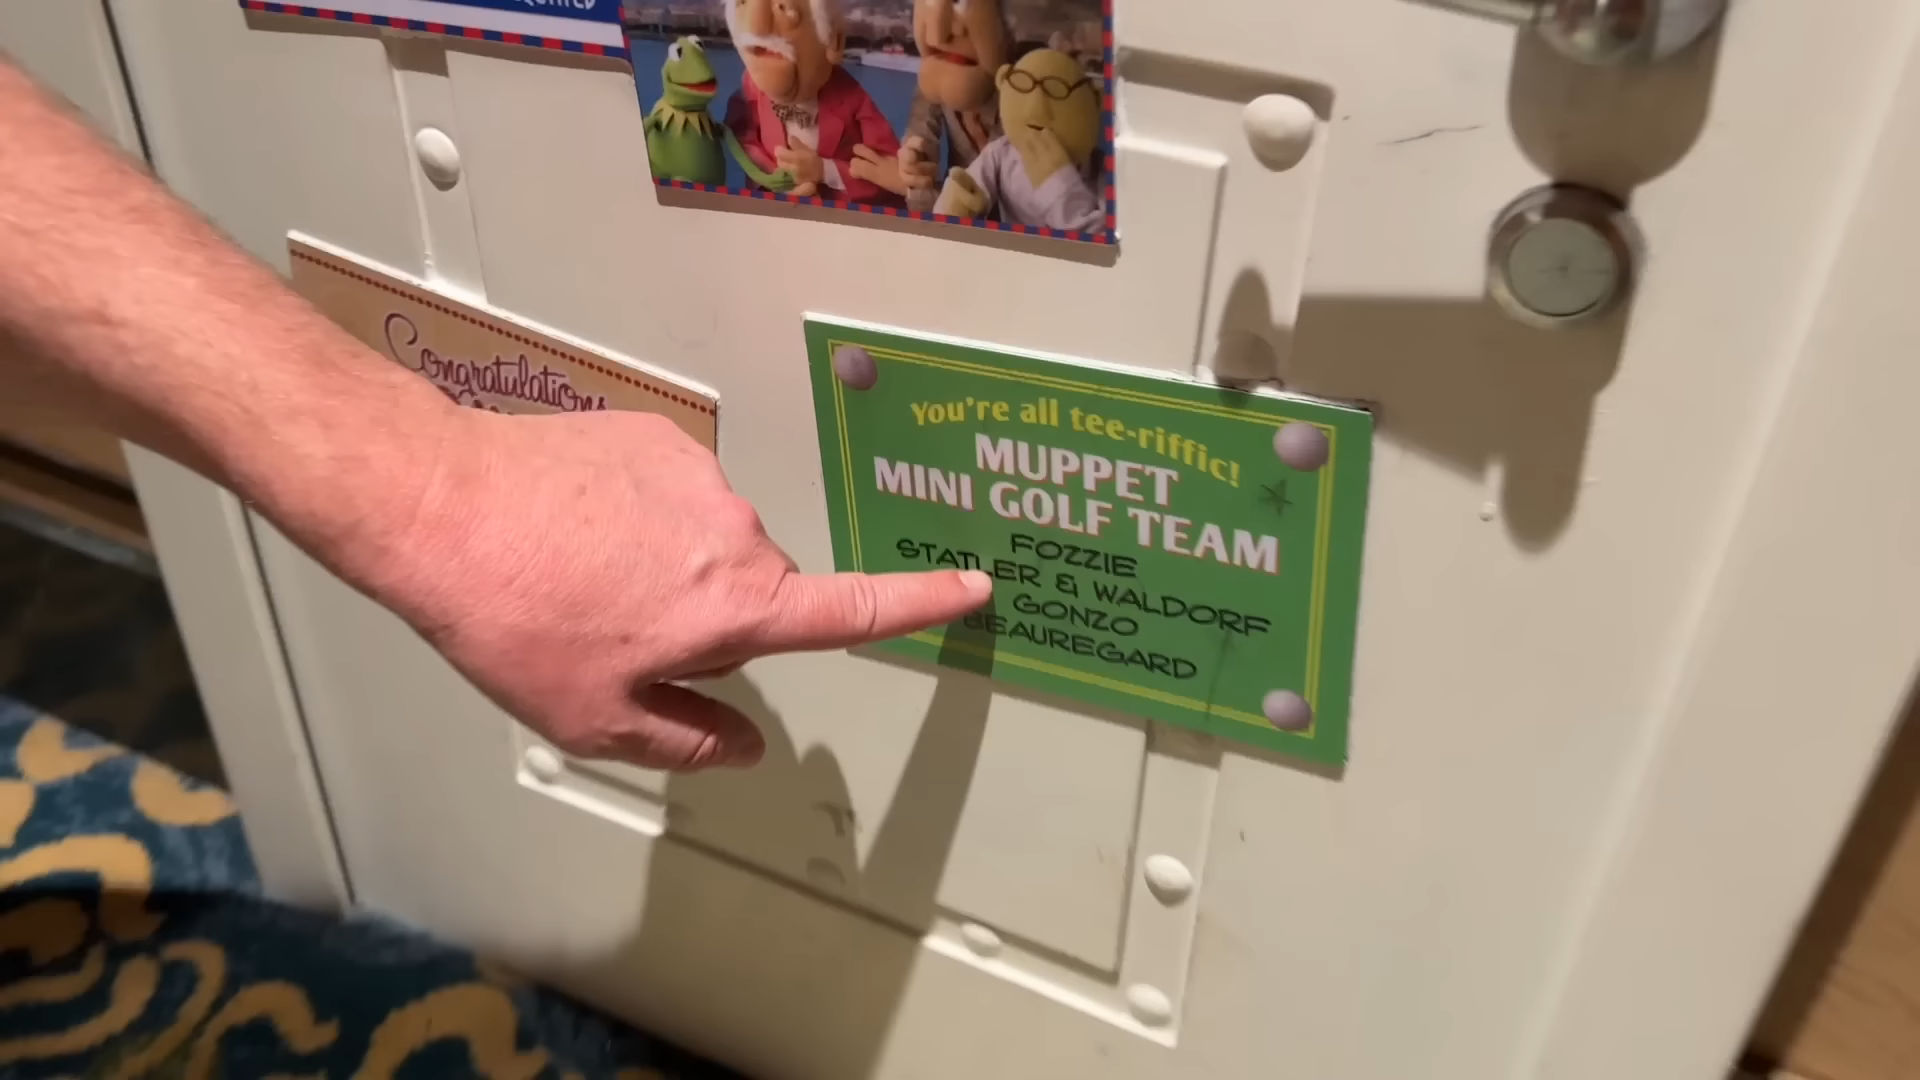 Congratulations
You're all tee-riffic!
MUPPET
MINI GOLF TEAM
FOZZIE
STATLER & WALDORF
GONZO
BEAUREGARD